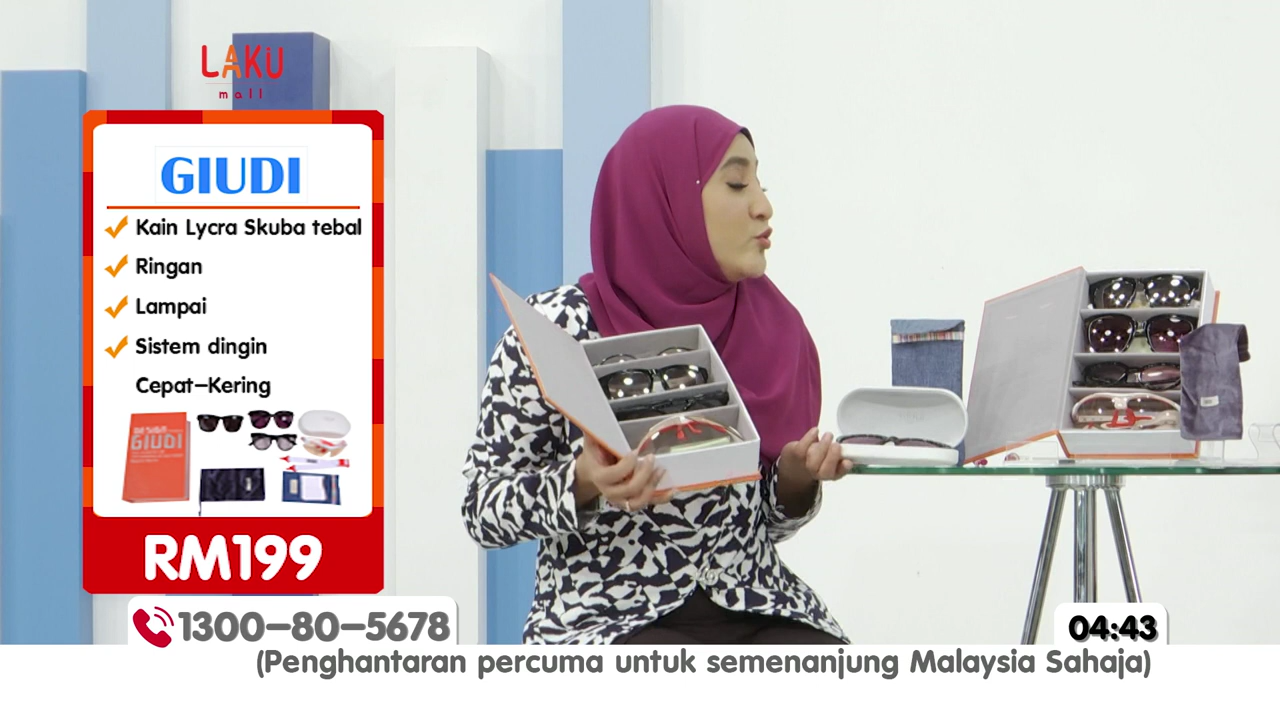 LAKU
mall
GIUDI
Kain Lycra Skuba tebal
Ringan
Lampai
Sistem dingin
Cepat-Kering
GIUDI
RM199
1300-80-5678
04:43
(Penghantaran percuma untuk semenanjung Malaysia Sahaja)